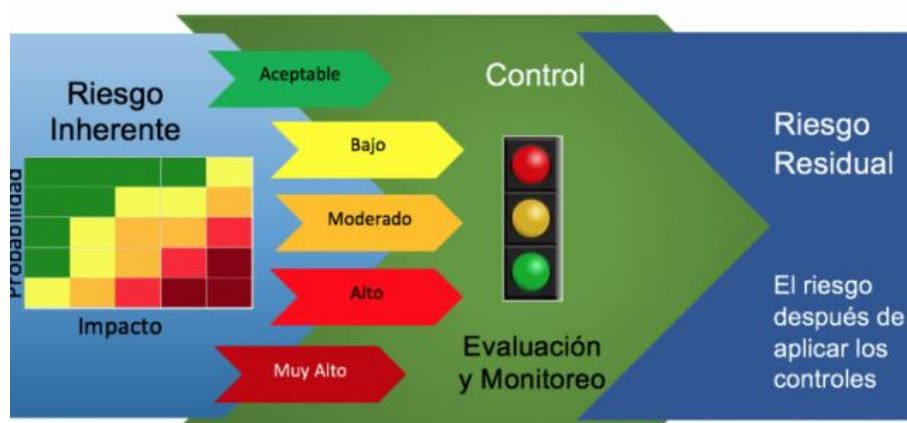 Riesgo
Inherente
Probabilidad
Impacto
Aceptable
Bajo
Moderado
Alto
Muy Alto
Control
Evaluación
y Monitoreo
Riesgo
Residual
El riesgo
después de
aplicar los
controles